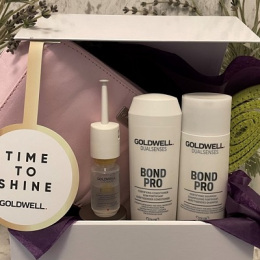 TIME
TO
SHINE
GOLDWELL.
GOLDWELL.
DUALSENSES
BOND
PRO
GOLDWELL
DUALSENSES
BOND
PRO